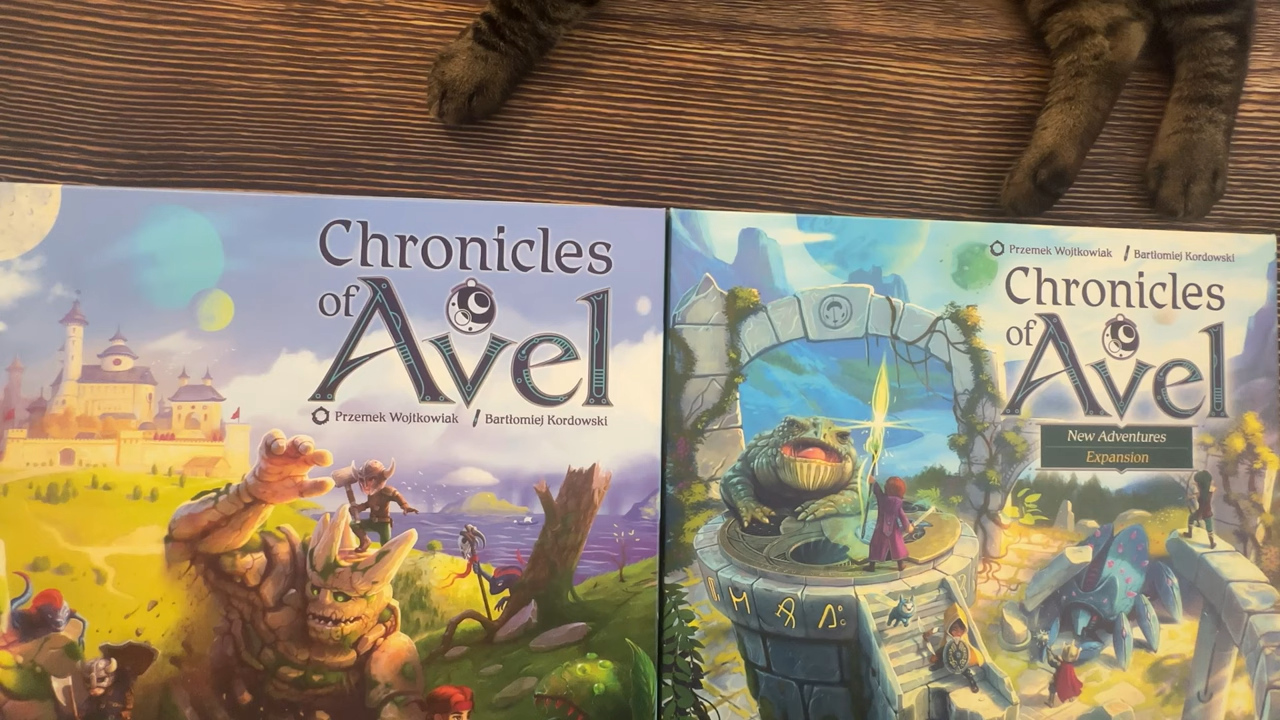 Chronicles
of Avel
Przemek Wojtkowiak / Bartłomiej Kordowski
Przemek Wojtkowiak / Bartłomiej Kordowski
Chronicles
of Avel
New Adventures
Expansion